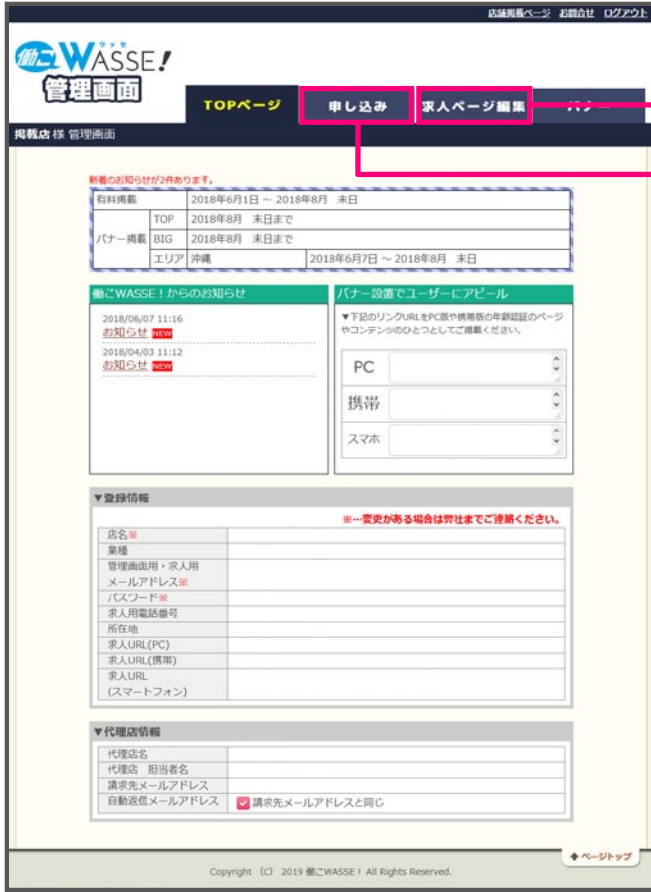 店舗掲載ページ お問合せ ログアウト
ワッセ
働こWASSE!
管理画面
TOPページ 申し込み 求人ページ編集 バナー
掲載店 様 管理画面
新着のお知らせが2件あります。
有料掲載 2018年6月1日 ~ 2018年8月 末日
バナー掲載 TOP 2018年8月 末日まで
BIG 2018年8月 末日まで
エリア 沖縄 2018年6月7日 ~ 2018年8月 末日
働こWASSE!からのお知らせ
2018/06/07 11:16
お知らせ NEW
2018/04/03 11:12
お知らせ NEW
バナー設置でユーザーにアピール
▼下記のリンクURLをPC版や携帯版の年齢認証のページ
やコンテンツのひとつとしてご掲載ください。
PC
携帯
スマホ
▼登録情報
※…変更がある場合は弊社までご連絡ください。
店名※
業種
管理画面用・求人用
メールアドレス※
パスワード※
求人用電話番号
所在地
求人URL(PC)
求人URL(携帯)
求人URL
(スマートフォン)
▼代理店情報
代理店名
代理店 担当者名
請求先メールアドレス
自動返信メールアドレス 請求先メールアドレスと同じ
ページトップ
Copyright (C) 2019 働こWASSE! All Rights Reserved.